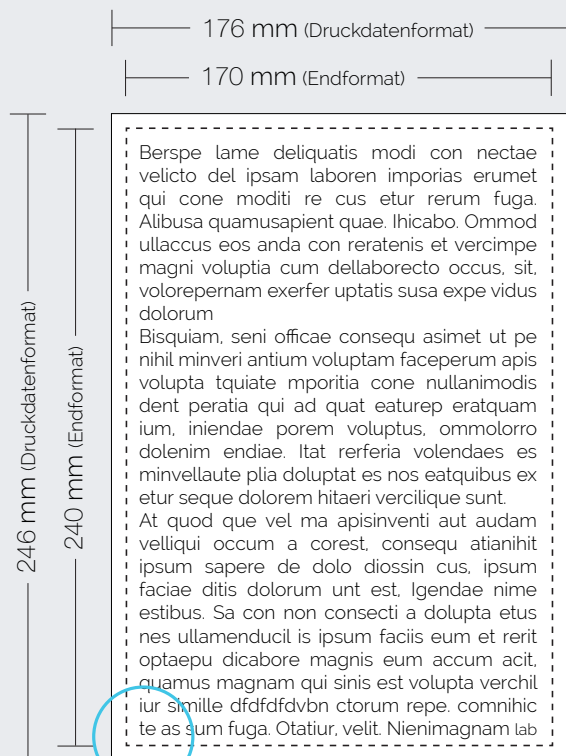 176 mm (Druckdatenformat)
170 mm (Endformat)
246 mm (Druckdatenformat)
240 mm (Endformat)
Berspe lame deliquatis modi con nectae
velicto del ipsam laboren imporias erumet
qui cone moditi re cus etur rerum fuga.
Alibusa quamusapient quae. Ihicabo. Ommod
ullaccus eos anda con reratenis et vercimpe
magni voluptia cum dellaborecto occus, sit,
volorepernam exerfer uptatis susa expe vidus
dolorum
Bisquiam, seni officae consequ asimet ut pe
nihil minveri antium voluptam faceperum apis
volupta tquiate mporitia cone nullanimodis
dent peratia qui ad quat eaturep eratquam
ium, iniendae porem voluptus, ommolorro
dolenim endiae. Itat rerferia volendaes es
minvellaute plia doluptat es nos eatquibus ex
etur seque dolorem hitaeri vercilique sunt.
At quod que vel ma apisinventi aut audam
velliqui occum a corest, consequ atianihit
ipsum sapere de dolo diossin cus, ipsum
faciae ditis dolorum unt est, Igendae nime
estibus. Sa con non consecti a dolupta etus
nes ullamenducil is ipsum faciis eum et rerit
optaepu dicabore magnis eum accum acit,
quamus magnam qui sinis est volupta verchil
iur simille dfdfdfdvbn ctorum repe. comnihic
te as sum fuga. Otatiur, velit. Nienimagnam lab